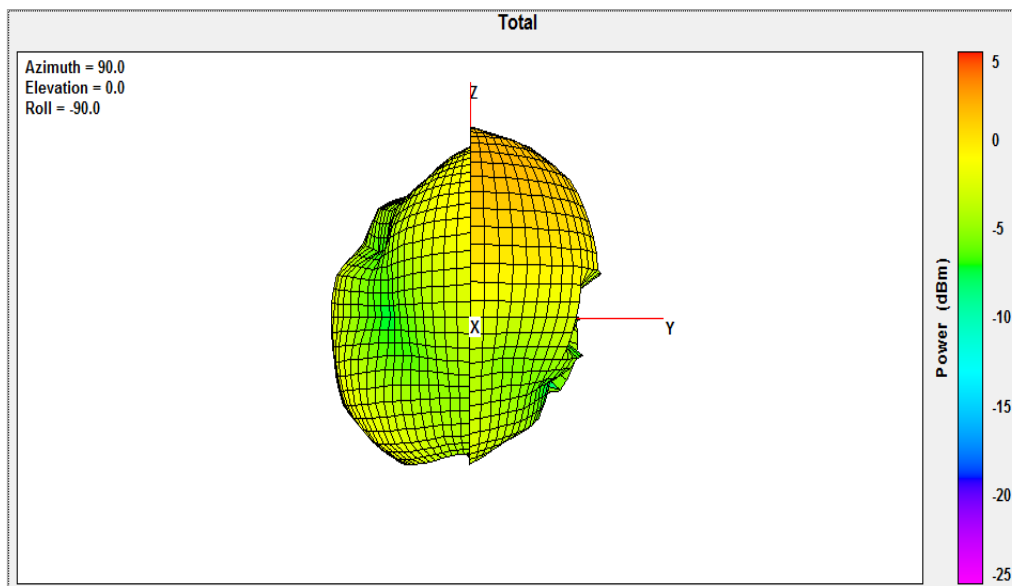 Total
Azimuth = 90.0
Elevation = 0.0
Roll = -90.0
Z
X
Y
5
0
-5
-10
-15
-20
-25
Power (dBm)